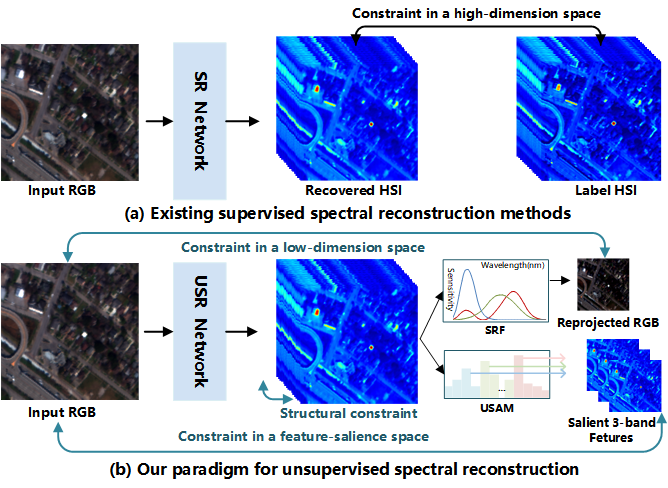 Constraint in a high-dimension space
SR Network
Input RGB
Recovered HSI
Label HSI
(a) Existing supervised spectral reconstruction methods
Constraint in a low-dimension space
USR Network
Wavelength(nm)
Sensitivity
SRF
Reprojected RGB
...
USAM
Input RGB
Structural constraint
Salient 3-band
Fetures
Constraint in a feature-salience space
(b) Our paradigm for unsupervised spectral reconstruction